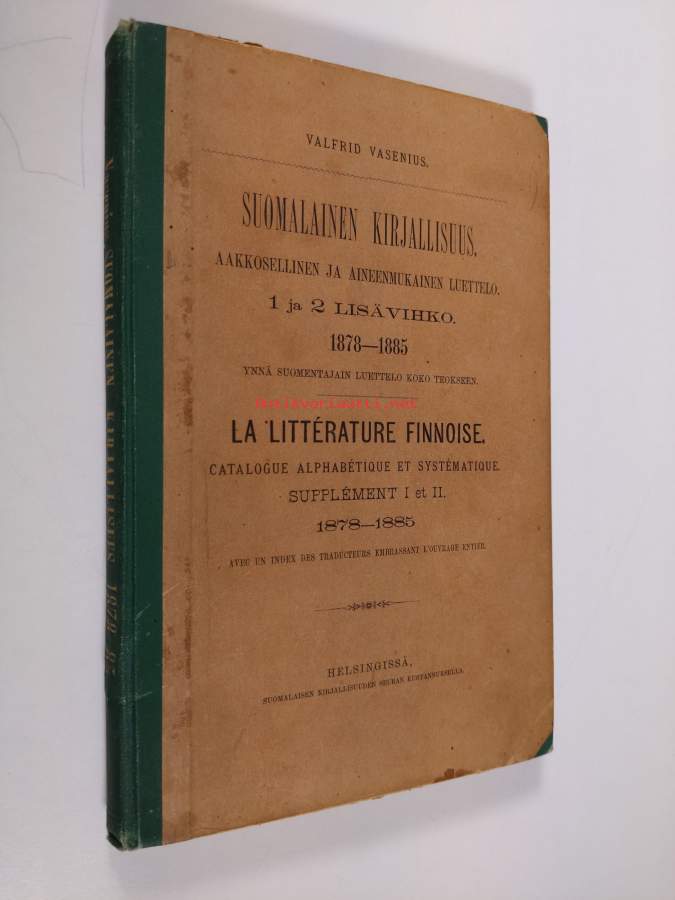 VALFRID VASENIUS.
SUOMALAINEN KIRJALLISUUS.
AAKKOSELLINEN JA AINEENMUKAINEN LUETTELO.
1 ja 2 LISÄVIHKO.
1878—1885
YNNÄ SUOMENTAJAIN LUETTELO KOKO TEOKSEEN.
LA LITTÉRATURE FINNOISE.
CATALOGUE ALPHABÉTIQUE ET SYSTÉMATIQUE.
SUPPLÉMENT I et II.
1878—1885
AVEC UN INDEX DES TRADUCTEURS EMBRASSANT L'OUVRAGE ENTIER.
HELSINGISSÄ,
SUOMALAISEN KIRJALLISUUDEN SEURAN KUSTANNUKSELLA.